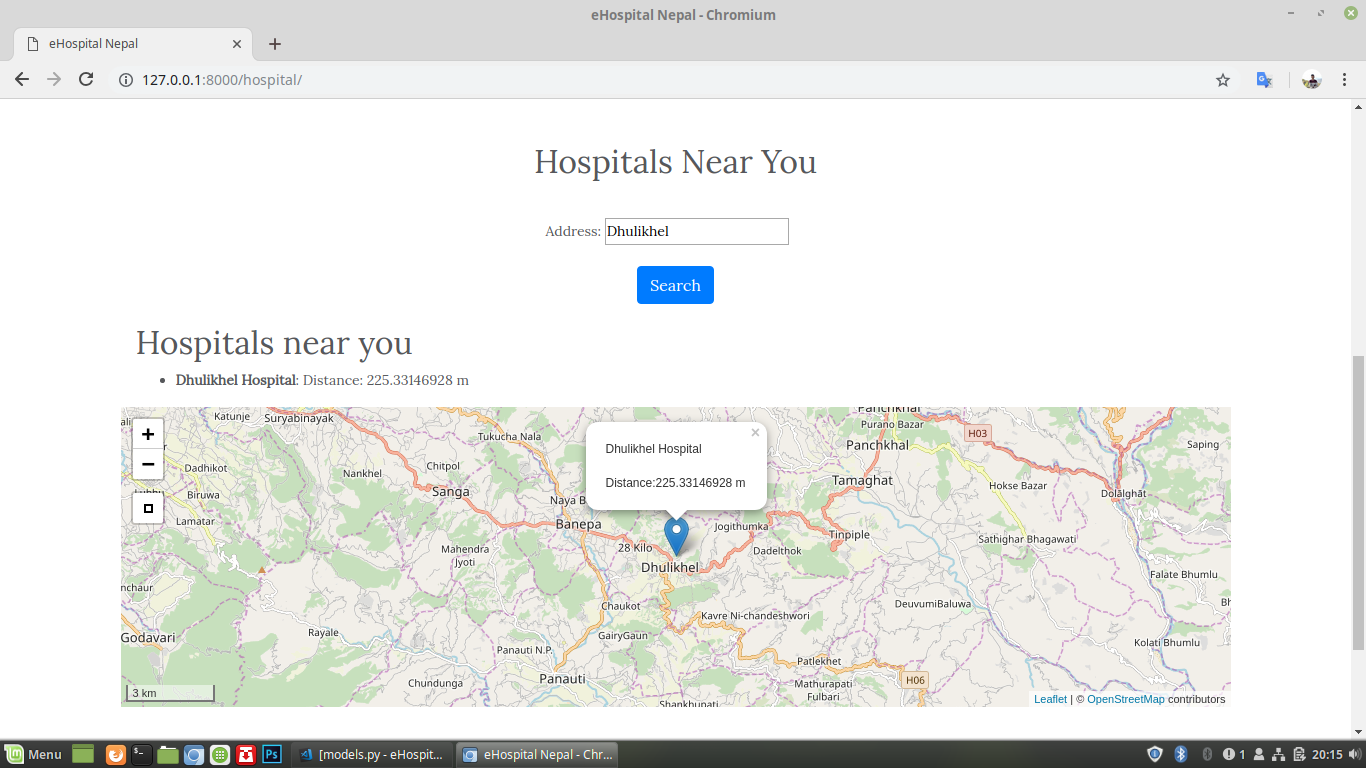 eHospital Nepal - Chromium
eHospital Nepal
127.0.0.1:8000/hospital/
Hospitals Near You
Address: Dhulikhel
Search
Hospitals near you
• Dhulikhel Hospital: Distance: 225.33146928 m
+
−
Dhulikhel Hospital
Distance:225.33146928 m
×
Katunje
Suryabinayak
Tukucha Nala
Panchkhal
Purano Bazar
H03
Panchkhal
Saping
Dadhikot
Nankhel
Chitpol
Sanga
Tamaghat
Hokse Bazar
Dolālghāt
Biruwa
Lamatar
Banepa
Jogithumka
Tinpiple
Sathighar Bhagawati
Mahendra
Jyoti
28 Kilo
Dadelthok
Dhulikhel
Falate Bhumlu
Chaukot
Kavre Ni-chandeshwori
DeuvumiBaluwa
Godavari
Rayale
GairyGaun
Kolati Bhumlu
Panauti N.P.
Patlekhet
Panauti
Chundunga
Mathurapati
Fulbari
H06
Shankhupati
3 km
Leaflet | © OpenStreetMap contributors
Menu
[models.py - eHospit...
eHospital Nepal - Chr...
1
20:15